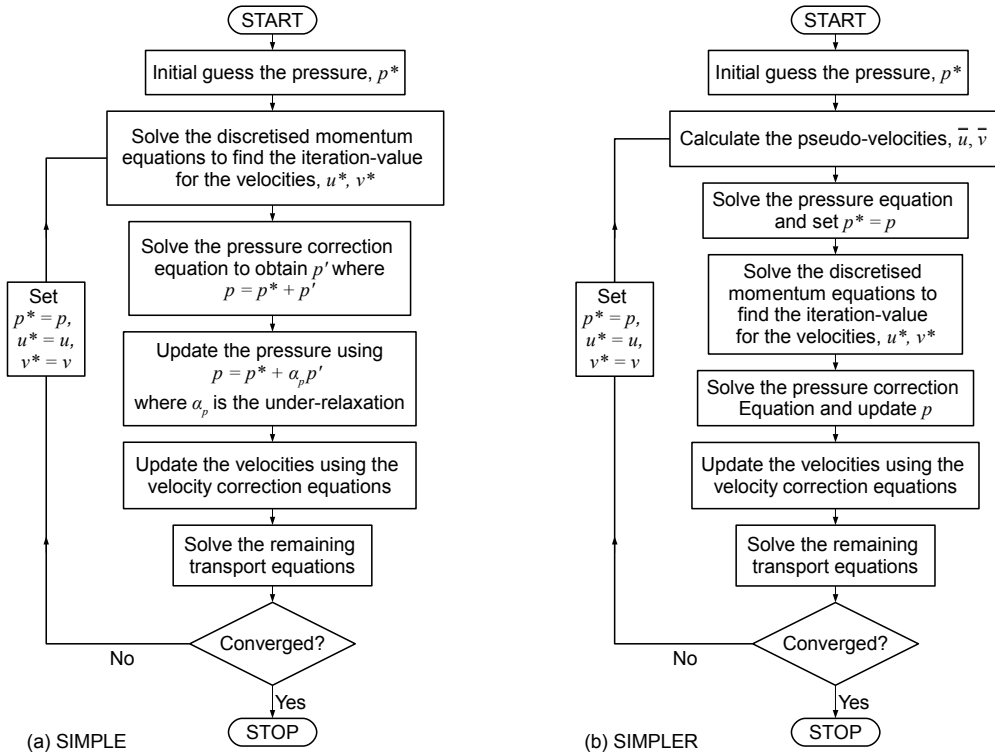 START
Initial guess the pressure, p*
Solve the discretised momentum
equations to find the iteration-value
for the velocities, u*, v*
Solve the pressure correction
equation to obtain p′ where
p = p* + p′
Update the pressure using
p = p* + αₚp′
where αₚ is the under-relaxation
Update the velocities using the
velocity correction equations
Solve the remaining
transport equations
Converged?
No
Set
p* = p,
u* = u,
v* = v
Yes
STOP
(a) SIMPLE
START
Initial guess the pressure, p*
Calculate the pseudo-velocities, u̅, v̅
Solve the pressure equation
and set p* = p
Solve the discretised
momentum equations to
find the iteration-value
for the velocities, u*, v*
Solve the pressure correction
Equation and update p
Update the velocities using the
velocity correction equations
Solve the remaining
transport equations
Converged?
No
Set
p* = p,
u* = u,
v* = v
Yes
STOP
(b) SIMPLER